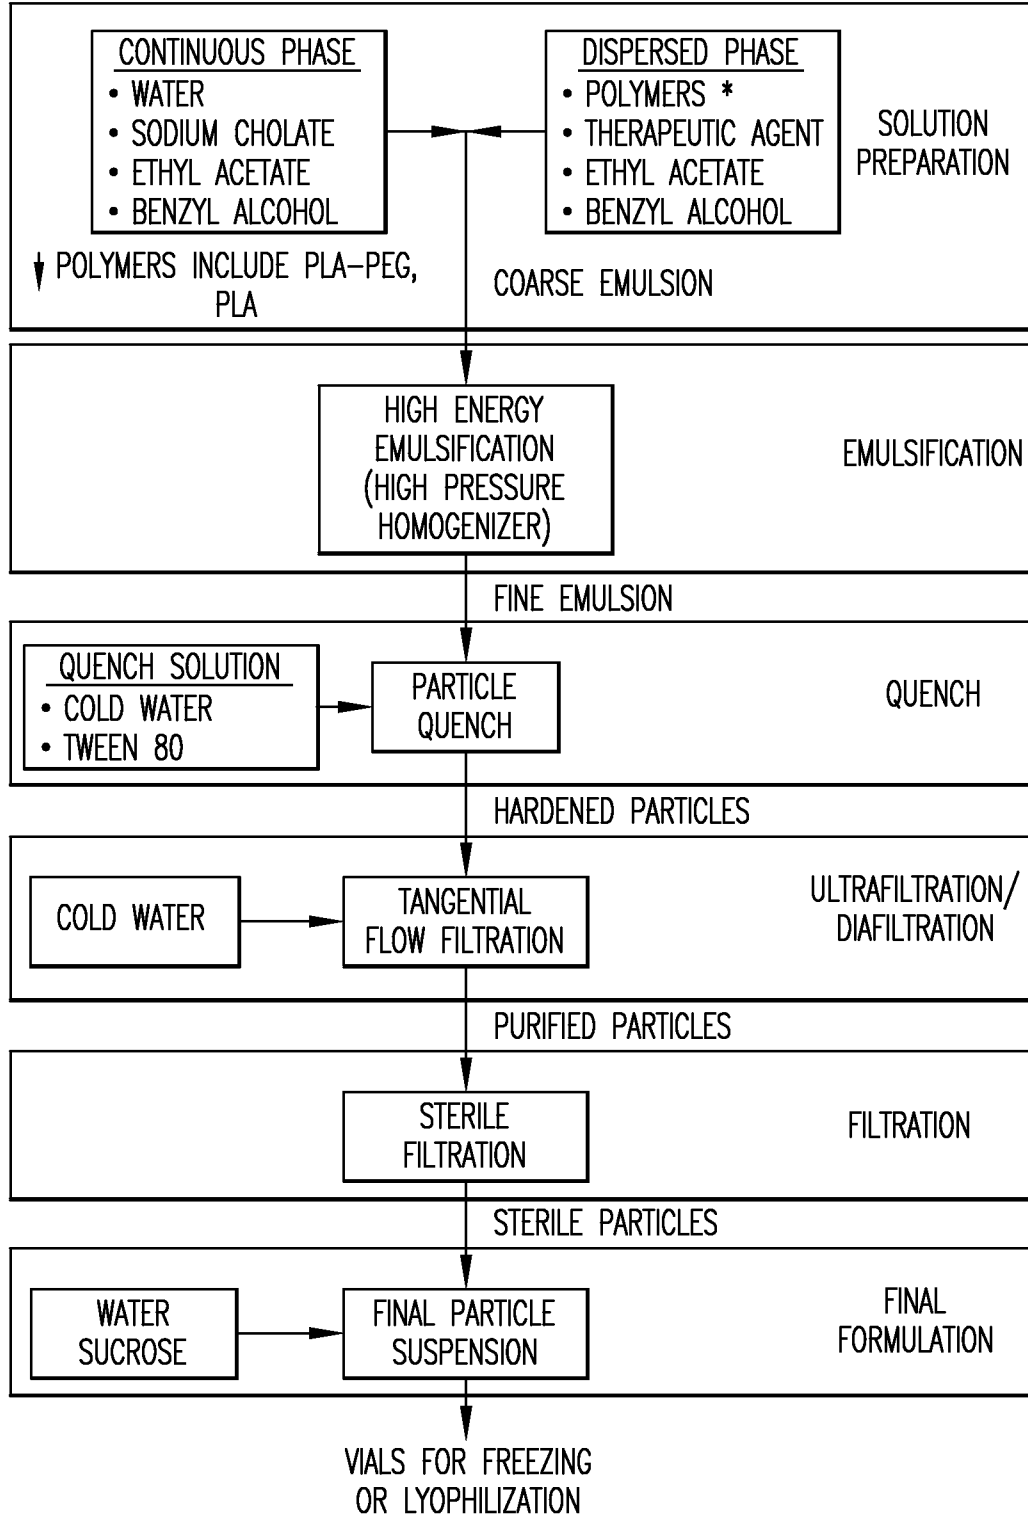 CONTINUOUS PHASE
• WATER
• SODIUM CHOLATE
• ETHYL ACETATE
• BENZYL ALCOHOL
DISPERSED PHASE
• POLYMERS *
• THERAPEUTIC AGENT
• ETHYL ACETATE
• BENZYL ALCOHOL
SOLUTION
PREPARATION
POLYMERS INCLUDE PLA-PEG,
PLA
COARSE EMULSION
HIGH ENERGY
EMULSIFICATION
(HIGH PRESSURE
HOMOGENIZER)
EMULSIFICATION
FINE EMULSION
QUENCH SOLUTION
• COLD WATER
• TWEEN 80
PARTICLE
QUENCH
QUENCH
HARDENED PARTICLES
COLD WATER
TANGENTIAL
FLOW FILTRATION
ULTRAFILTRATION/
DIAFILTRATION
PURIFIED PARTICLES
STERILE
FILTRATION
FILTRATION
STERILE PARTICLES
WATER
SUCROSE
FINAL PARTICLE
SUSPENSION
FINAL
FORMULATION
VIALS FOR FREEZING
OR LYOPHILIZATION